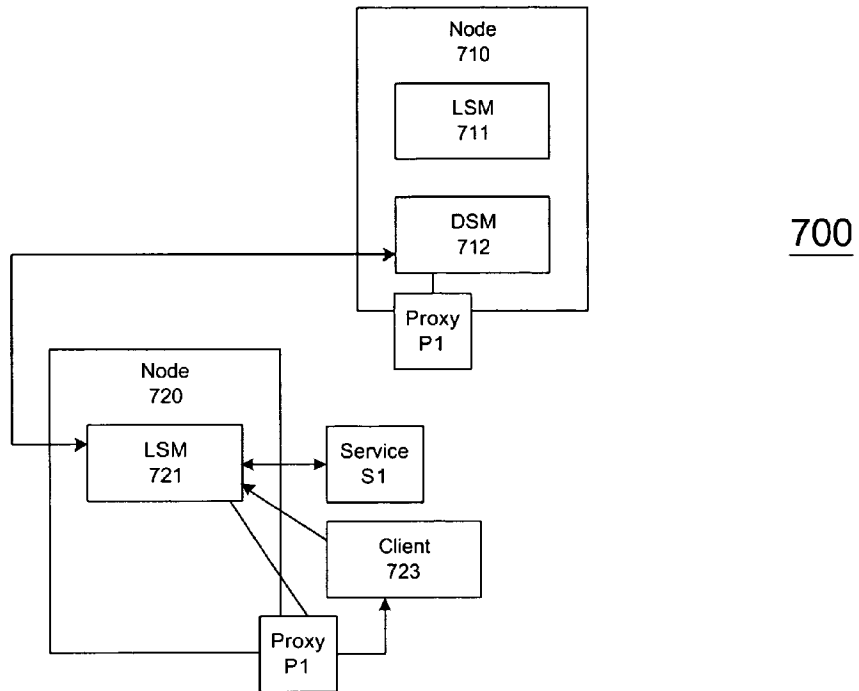 Node
710
LSM
711
DSM
712
700
Proxy
P1
Node
720
LSM
721
Service
S1
Client
723
Proxy
P1